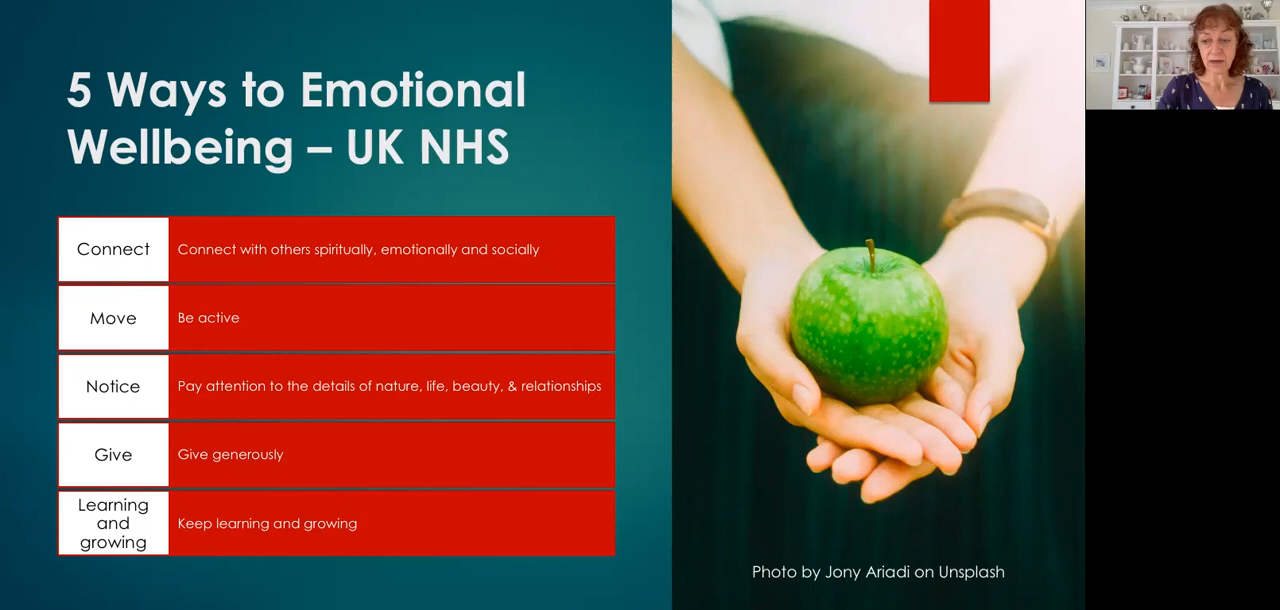 5 Ways to Emotional
Wellbeing – UK NHS
Connect
Connect with others spiritually, emotionally and socially
Move
Be active
Notice
Pay attention to the details of nature, life, beauty, & relationships
Give
Give generously
Learning
and
growing
Keep learning and growing
Photo by Jony Ariadi on Unsplash